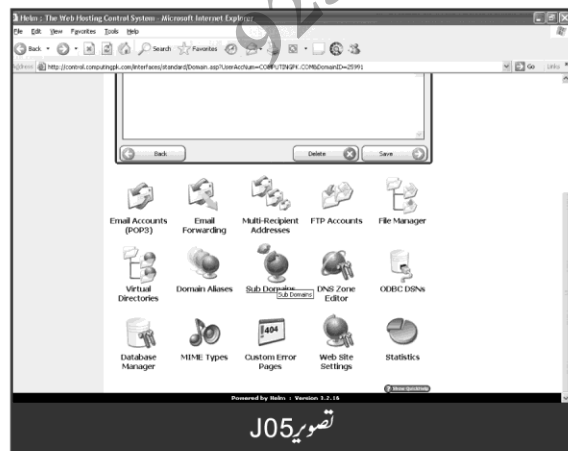 Helm : The Web Hosting Control System - Microsoft Internet Explorer
File Edit View Favorites Tools Help
Back Search Favorites
Address http://control.computingpk.com/interfaces/standard/Domain.asp?UserAccNum=COMPUTINGPK.COM&DomainID=25991 Go Links
Back Delete Save
Email Accounts (POP3)
Email Forwarding
Multi-Recipient Addresses
FTP Accounts
File Manager
Virtual Directories
Domain Aliases
Sub Domains
Sub Domains
DNS Zone Editor
ODBC DSNs
Database Manager
MIME Types
404
Custom Error Pages
Web Site Settings
Statistics
Powered by Helm : Version 3.2.16
تصویر J05